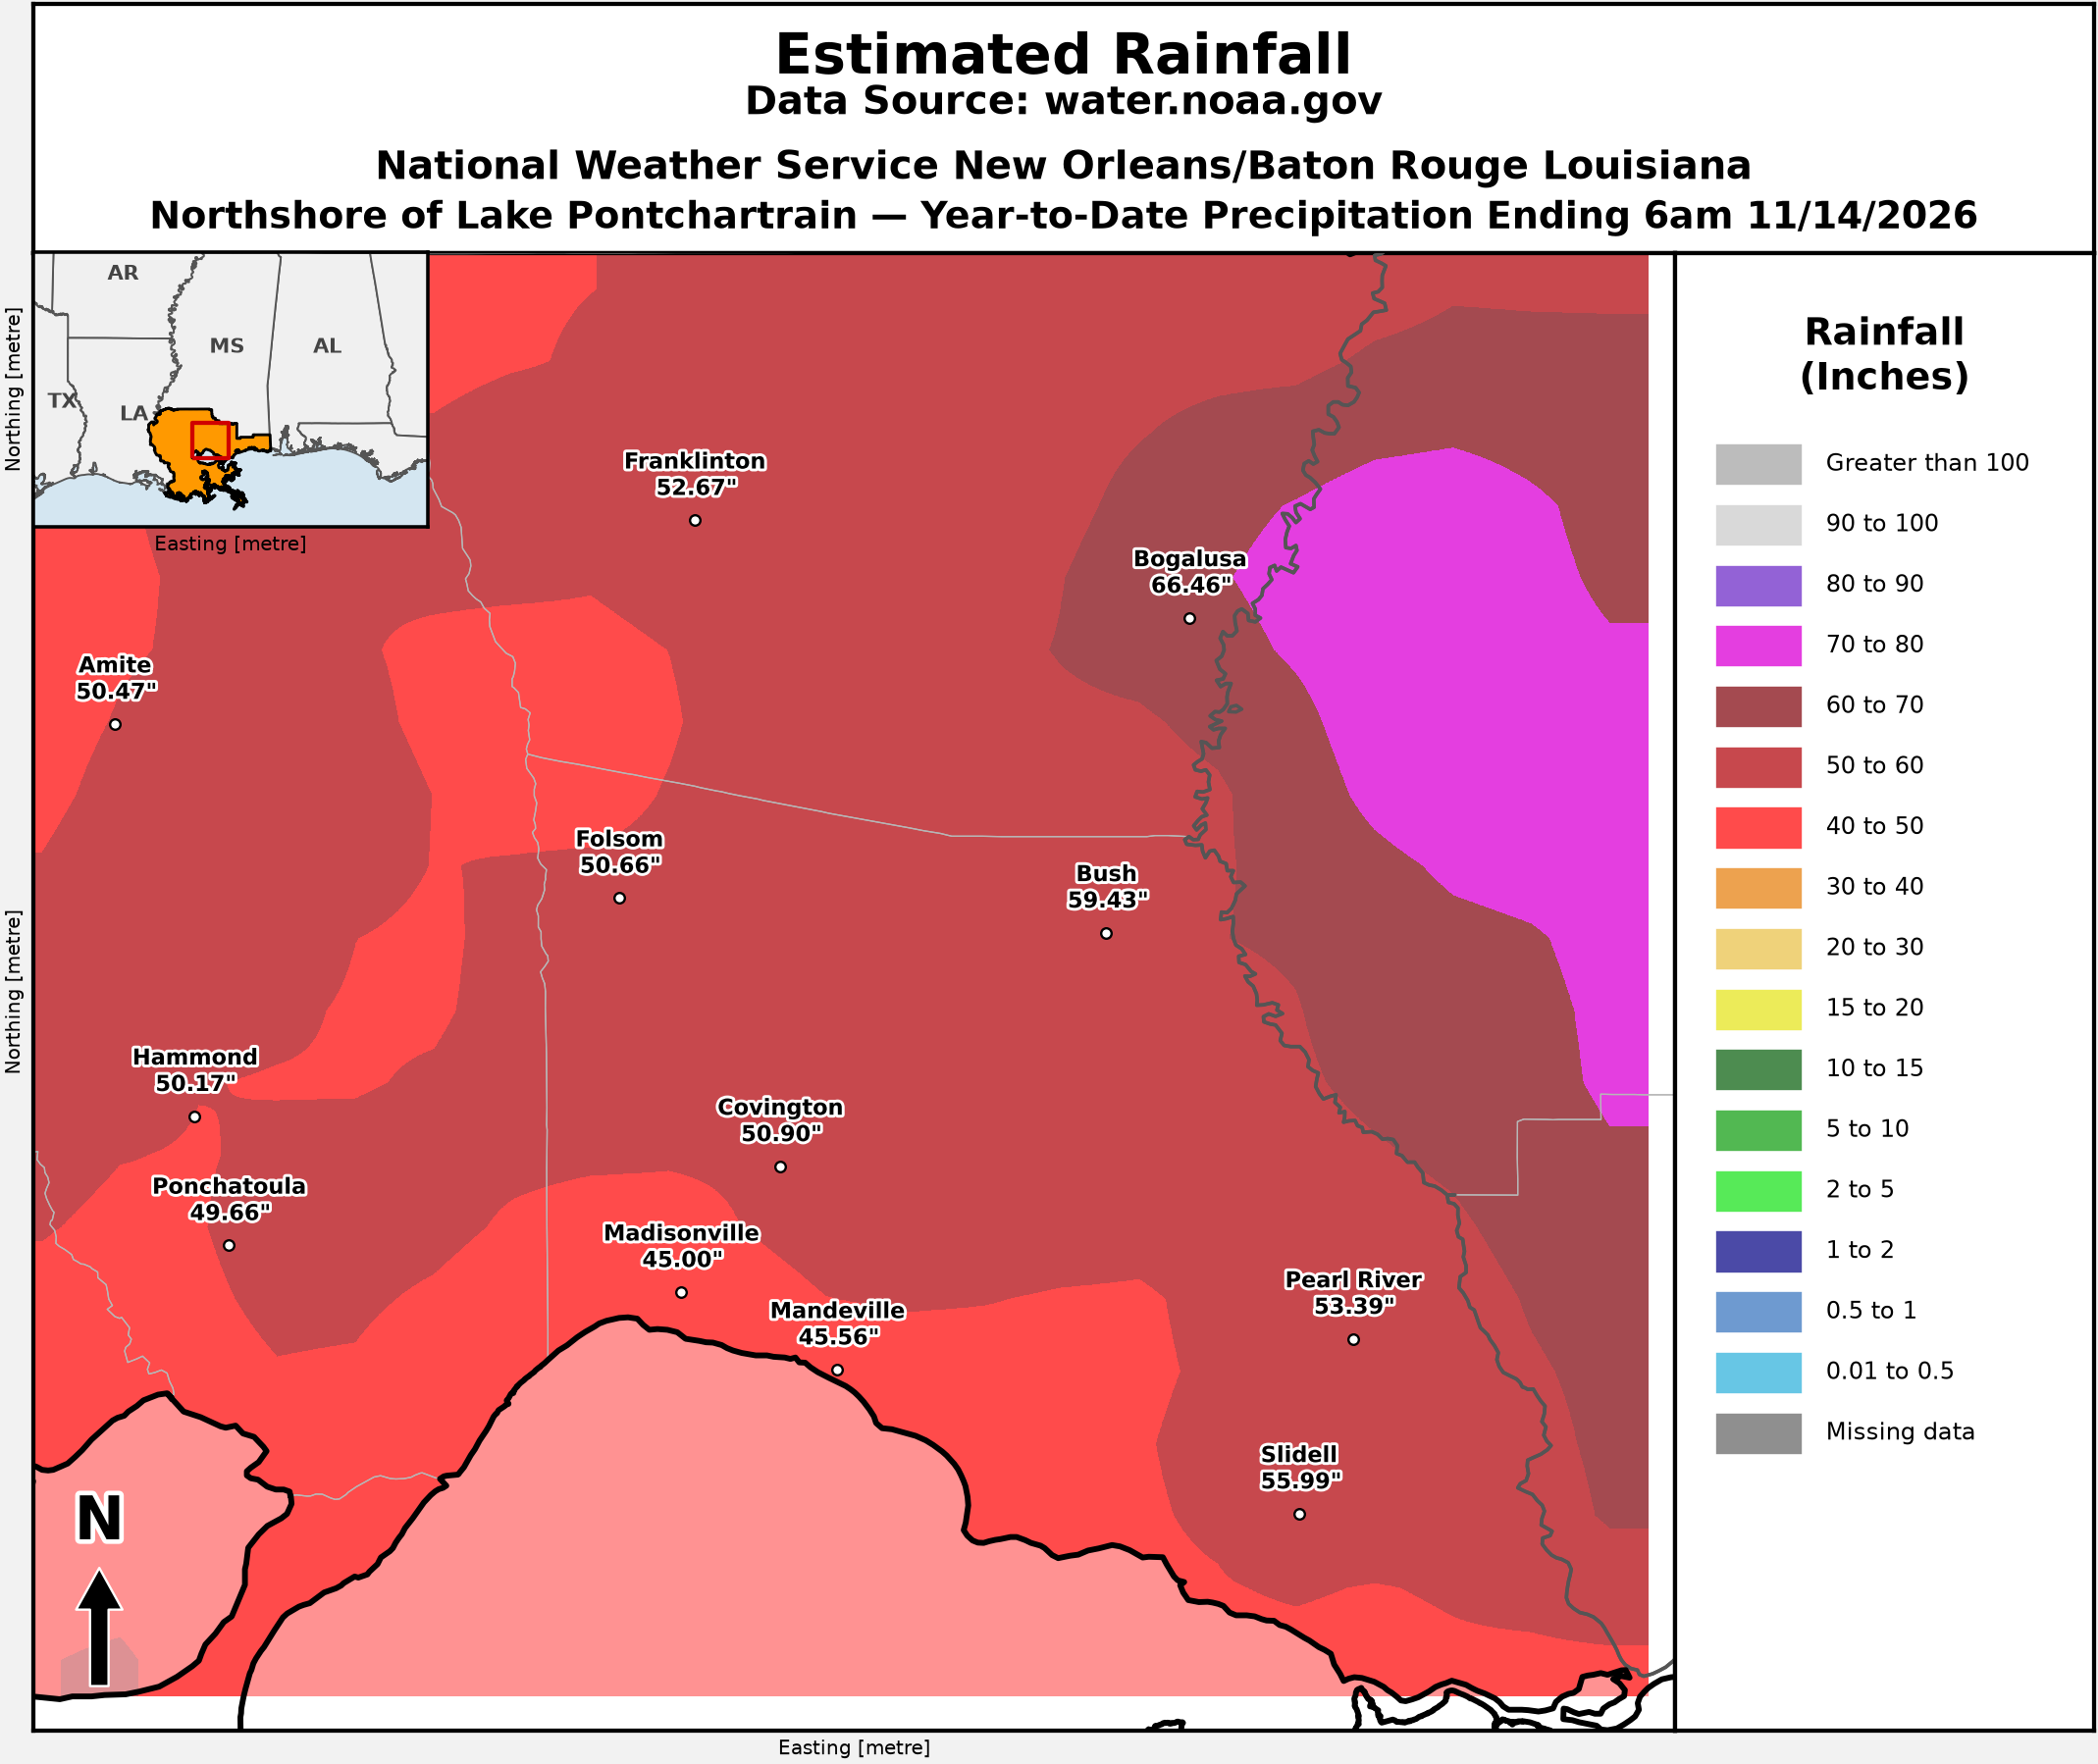 Estimated Rainfall
Data Source: water.noaa.gov
National Weather Service New Orleans/Baton Rouge Louisiana
Northshore of Lake Pontchartrain — Year-to-Date Precipitation Ending 6am 11/14/2026
Northing [metre]
AR
MS
AL
TX
LA
Easting [metre]
Franklinton
52.67"
Bogalusa
66.46"
Amite
50.47"
Folsom
50.66"
Bush
59.43"
Northing [metre]
Hammond
50.17"
Covington
50.90"
Ponchatoula
49.66"
Madisonville
45.00"
Pearl River
53.39"
Mandeville
45.56"
Slidell
55.99"
N
Easting [metre]
Rainfall
(Inches)
Greater than 100
90 to 100
80 to 90
70 to 80
60 to 70
50 to 60
40 to 50
30 to 40
20 to 30
15 to 20
10 to 15
5 to 10
2 to 5
1 to 2
0.5 to 1
0.01 to 0.5
Missing data